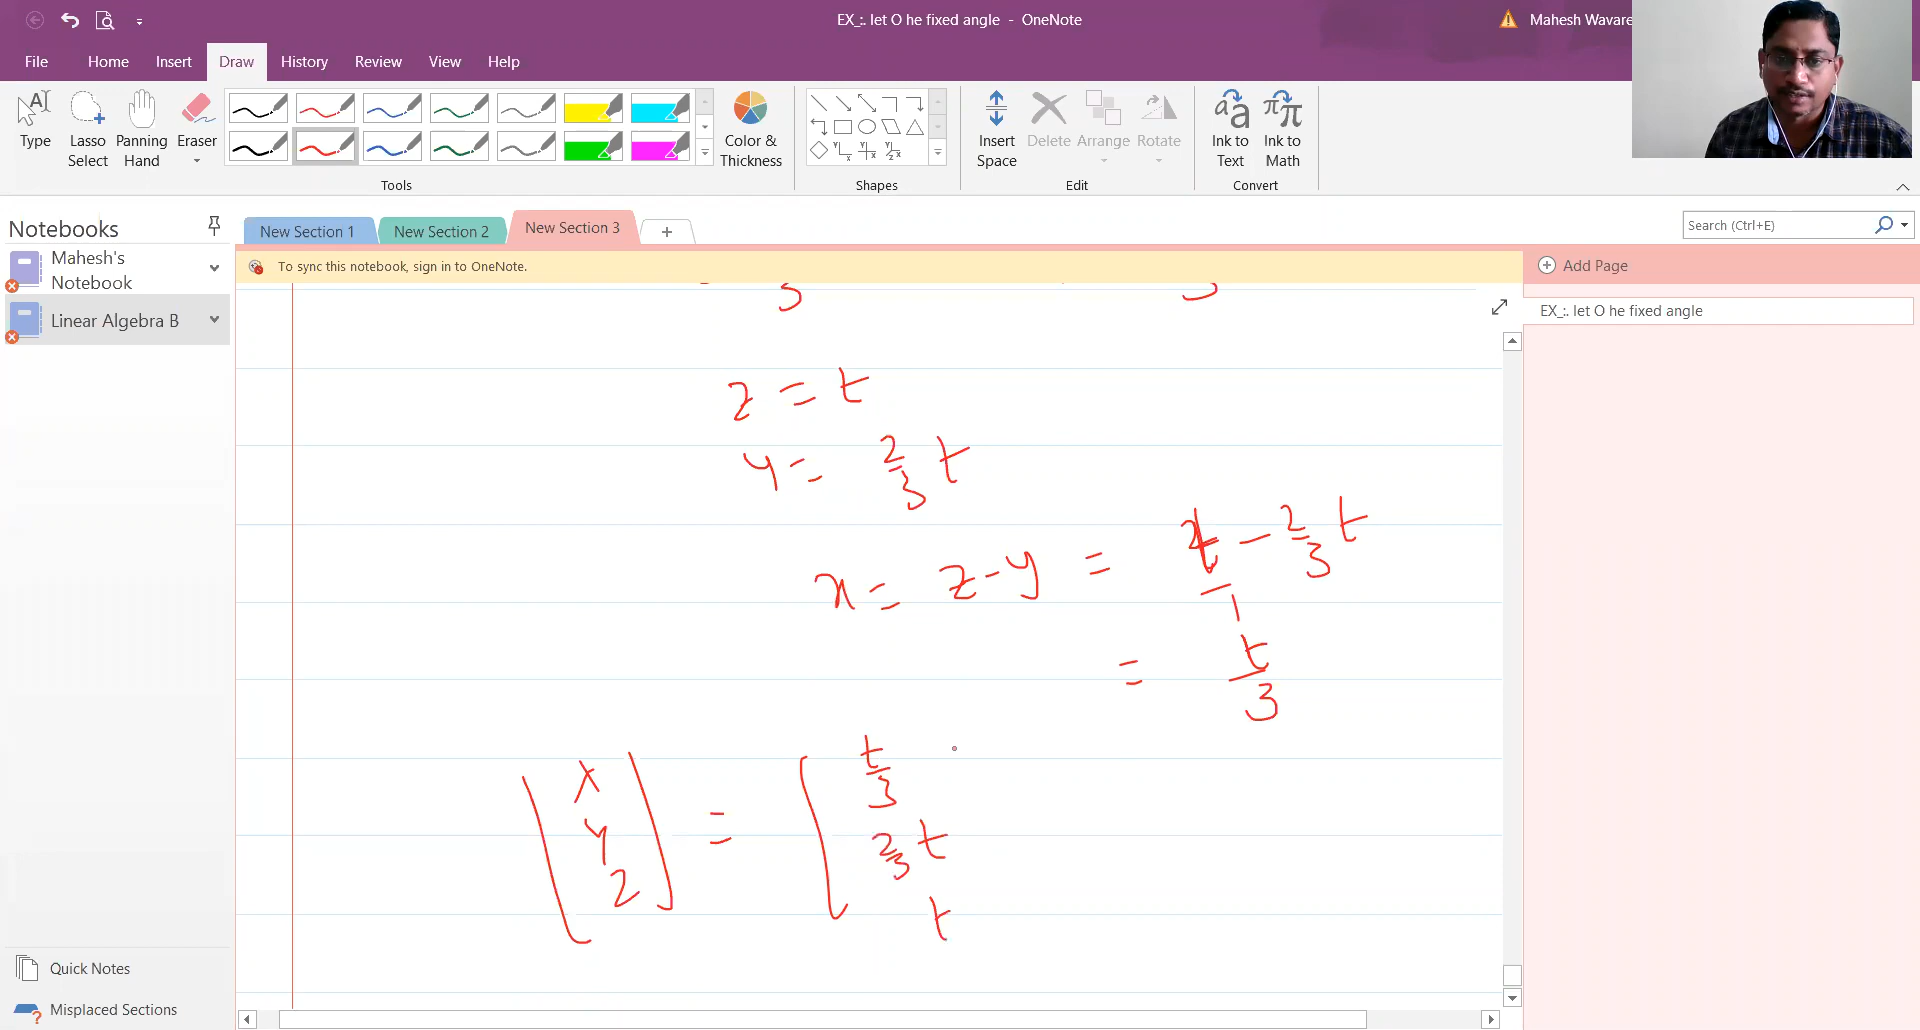 EX_:. let O he fixed angle - OneNote
Mahesh Wavare
File Home Insert Draw History Review View Help
Type
Lasso Select
Panning Hand
Eraser
Color & Thickness
Insert Space
Delete
Arrange
Rotate
Ink to Text
Ink to Math
Tools
Shapes
Edit
Convert
Notebooks
New Section 1
New Section 2
New Section 3
+
Search (Ctrl+E)
Mahesh's Notebook
Linear Algebra B
To sync this notebook, sign in to OneNote.
Add Page
EX_:. let O he fixed angle
3 3
z = t
y = 2/3 t
x = z - y = t/1 - 2/3 t
= t/3
[x y z] = [t/3 2/3 t t
Quick Notes
Misplaced Sections